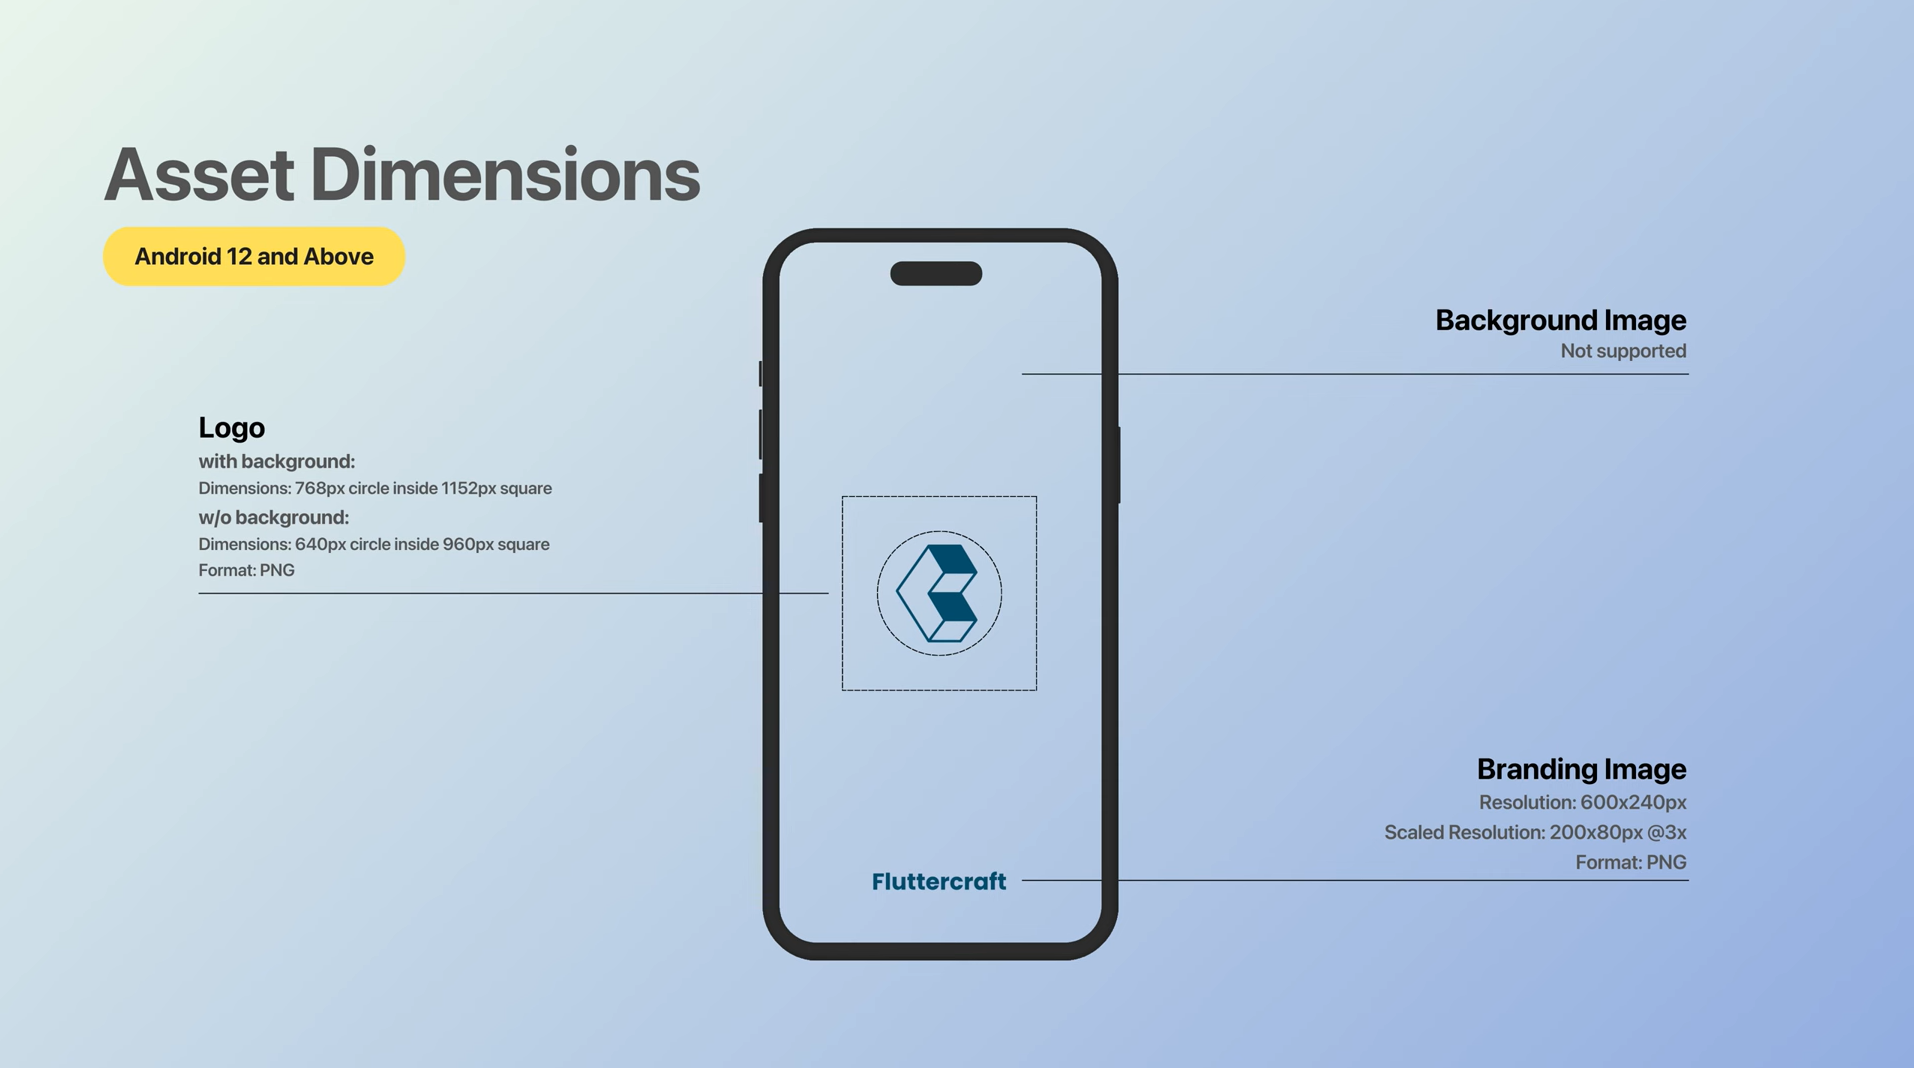 Asset Dimensions
Android 12 and Above
Background Image
Not supported
Logo
with background:
Dimensions: 768px circle inside 1152px square
w/o background:
Dimensions: 640px circle inside 960px square
Format: PNG
Branding Image
Resolution: 600x240px
Scaled Resolution: 200x80px @3x
Format: PNG
Fluttercraft